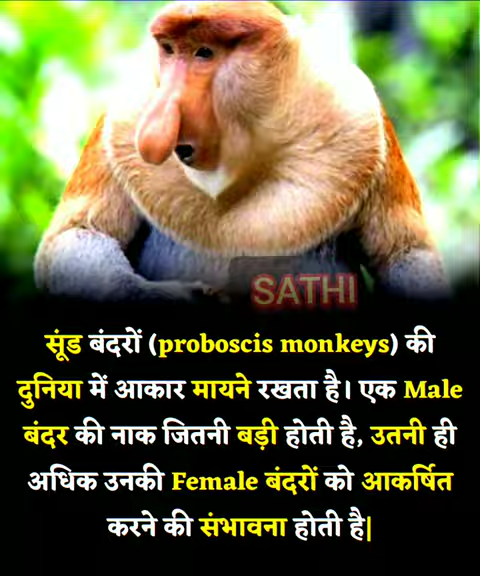 SATHI
सूंड बंदरों (proboscis monkeys) की
दुनिया में आकार मायने रखता है। एक Male
बंदर की नाक जितनी बड़ी होती है, उतनी ही
अधिक उनकी Female बंदरों को आकर्षित
करने की संभावना होती है|